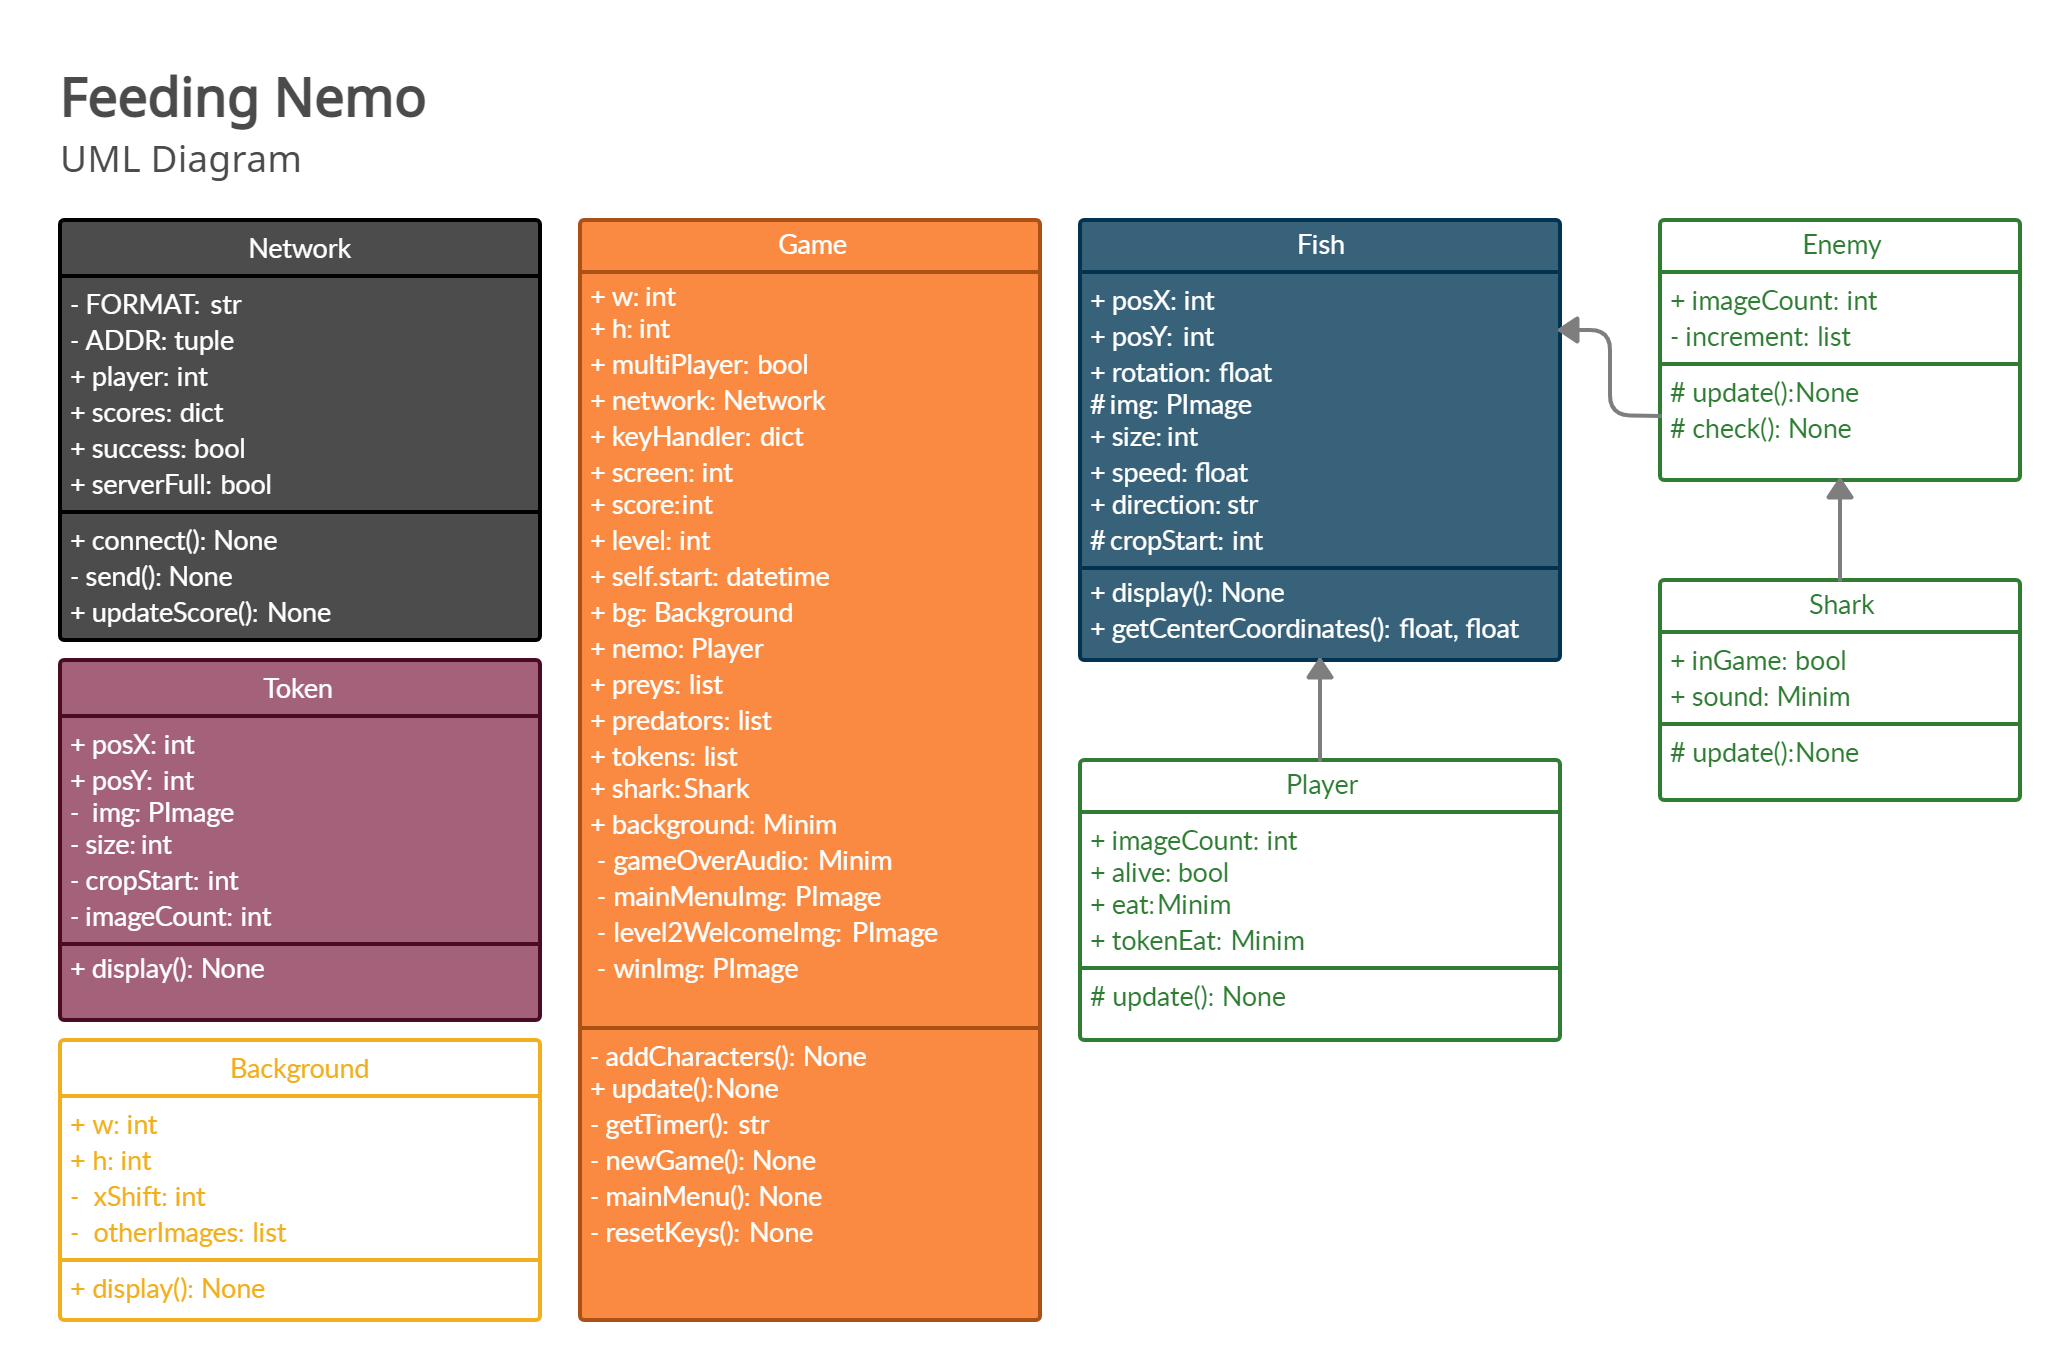 Feeding Nemo
UML Diagram
Network
- FORMAT: str
- ADDR: tuple
+ player: int
+ scores: dict
+ success: bool
+ serverFull: bool
+ connect(): None
- send(): None
+ updateScore(): None
Token
+ posX: int
+ posY: int
- img: PImage
- size: int
- cropStart: int
- imageCount: int
+ display(): None
Background
+ w: int
+ h: int
- xShift: int
- otherImages: list
+ display(): None
Game
+ w: int
+ h: int
+ multiPlayer: bool
+ network: Network
+ keyHandler: dict
+ screen: int
+ score:int
+ level: int
+ self.start: datetime
+ bg: Background
+ nemo: Player
+ preys: list
+ predators: list
+ tokens: list
+ shark:Shark
+ background: Minim
- gameOverAudio: Minim
- mainMenuImg: PImage
- level2WelcomeImg: PImage
- winImg: PImage
- addCharacters(): None
+ update():None
- getTimer(): str
- newGame(): None
- mainMenu(): None
- resetKeys(): None
Fish
+ posX: int
+ posY: int
+ rotation: float
# img: PImage
+ size: int
+ speed: float
+ direction: str
# cropStart: int
+ display(): None
+ getCenterCoordinates(): float, float
Player
+ imageCount: int
+ alive: bool
+ eat:Minim
+ tokenEat: Minim
# update(): None
Enemy
+ imageCount: int
- increment: list
# update():None
# check(): None
Shark
+ inGame: bool
+ sound: Minim
# update():None